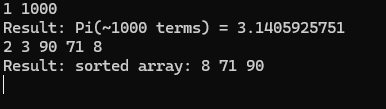 1 1000
Result: Pi(~1000 terms) = 3.1405925751
2 3 90 71 8
Result: sorted array: 8 71 90